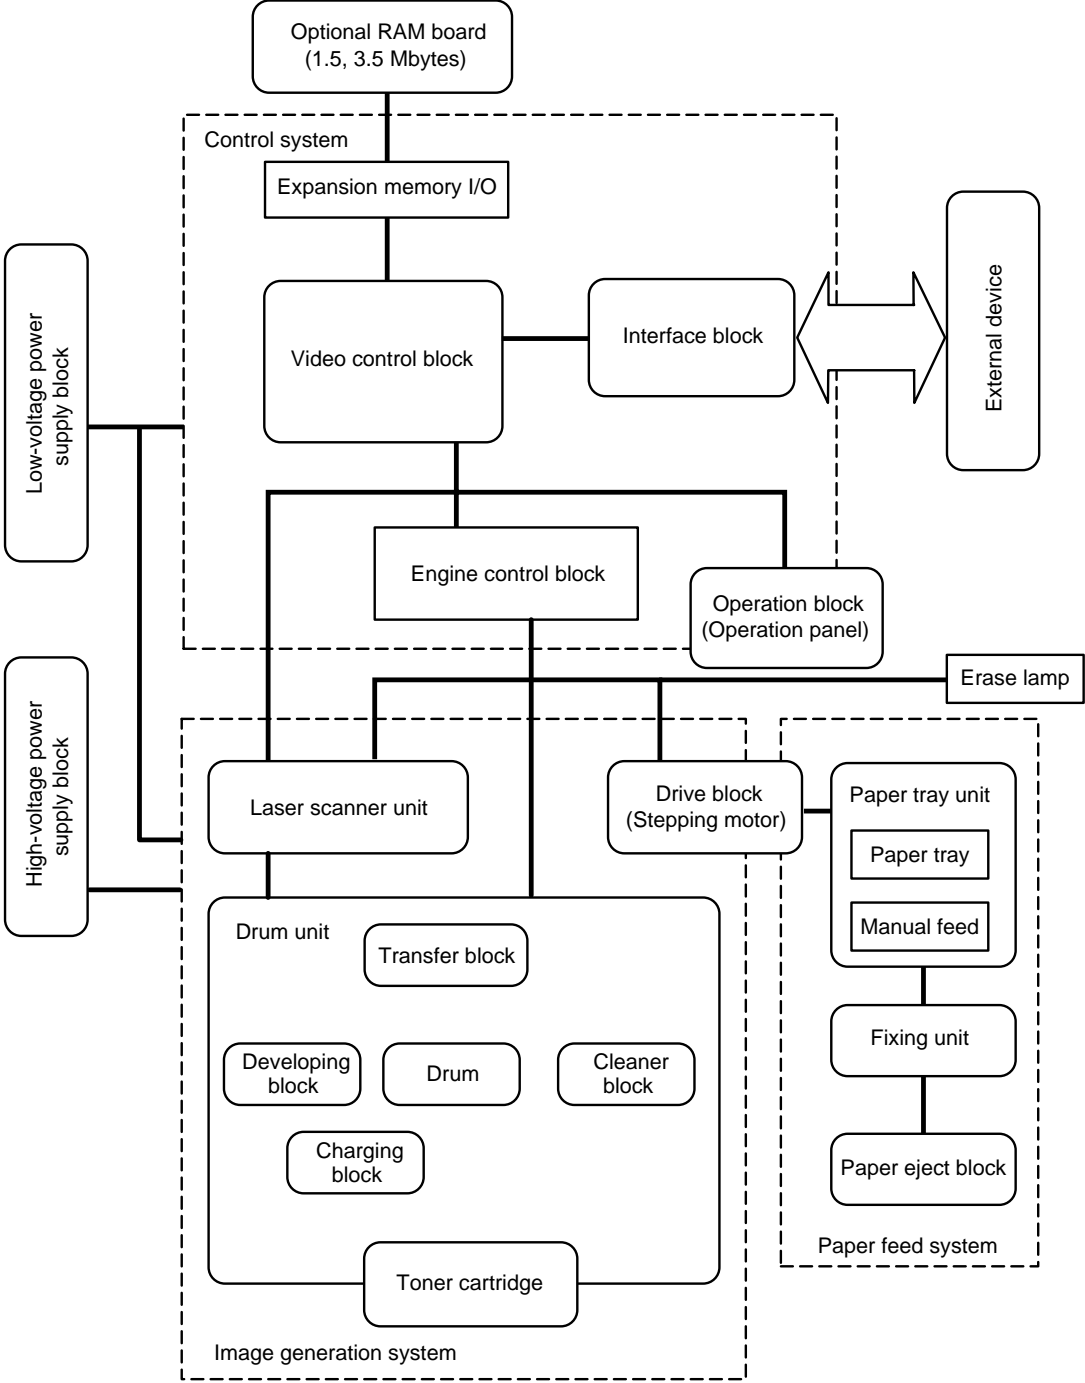 Optional RAM board
(1.5, 3.5 Mbytes)
Control system
Expansion memory I/O
Low-voltage power
supply block
Video control block
Interface block
External device
Engine control block
Operation block
(Operation panel)
High-voltage power
supply block
Erase lamp
Laser scanner unit
Drive block
(Stepping motor)
Paper tray unit
Paper tray
Manual feed
Drum unit
Transfer block
Developing
block
Drum
Cleaner
block
Fixing unit
Charging
block
Paper eject block
Paper feed system
Toner cartridge
Image generation system